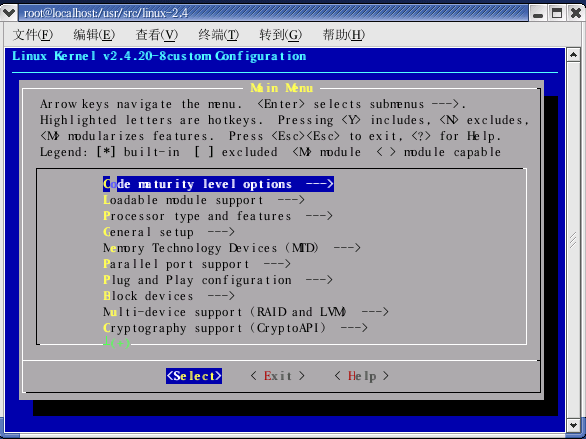 root@localhost:/usr/src/linux-2.4
文件(F) 编辑(E) 查看(V) 终端(T) 转到(G) 帮助(H)
Linux Kernel v2.4.20-8custom Configuration
Main Menu
Arrow keys navigate the menu. <Enter> selects submenus --->.
Highlighted letters are hotkeys. Pressing <Y> includes, <N> excludes,
<M> modularizes features. Press <Esc><Esc> to exit, <?> for Help.
Legend: [*] built-in [ ] excluded <M> module < > module capable
Code maturity level options --->
Loadable module support --->
Processor type and features --->
General setup --->
Memory Technology Devices (MTD) --->
Parallel port support --->
Plug and Play configuration --->
Block devices --->
Multi-device support (RAID and LVM) --->
Cryptography support (CryptoAPI) --->
↓(+)
<Select> < Exit > < Help >